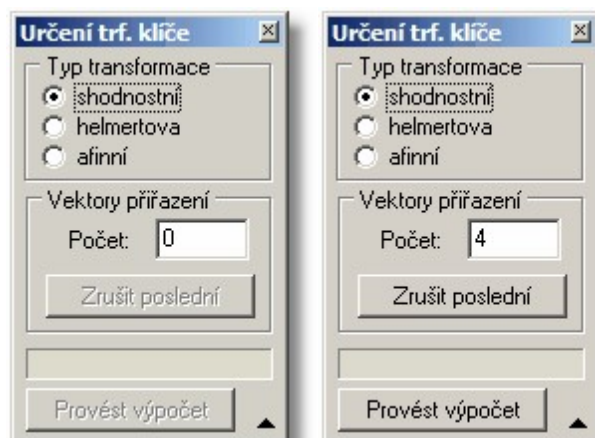 Určení trf. klíče
Typ transformace
shodnostní
helmertova
afinní
Vektory přiřazení
Počet: 0
Zrušit poslední
Provést výpočet
Určení trf. klíče
Typ transformace
shodnostní
helmertova
afinní
Vektory přiřazení
Počet: 4
Zrušit poslední
Provést výpočet